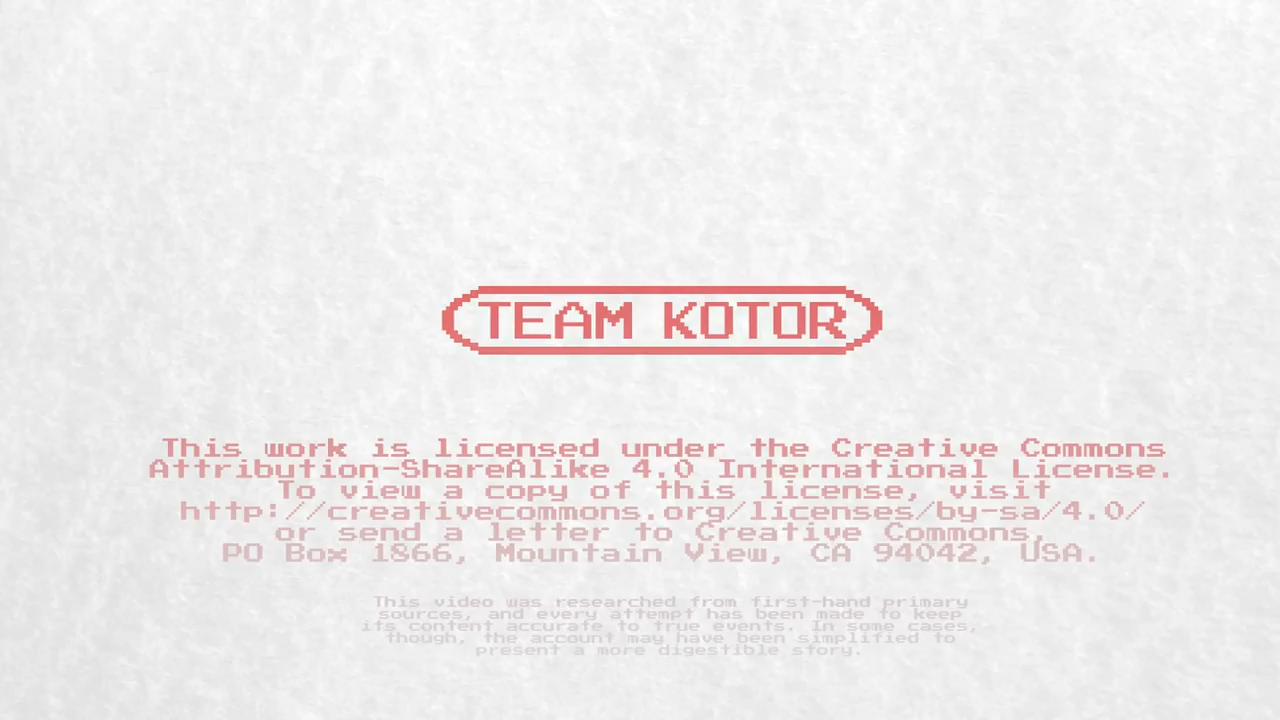 TEAM KOTOR
This work is licensed under the Creative Commons
Attribution-ShareAlike 4.0 International License.
To view a copy of this license, visit
http://creativecommons.org/licenses/by-sa/4.0/
or send a letter to Creative Commons,
PO Box 1866, Mountain View, CA 94042, USA.
This video was researched from first-hand primary
sources, and every attempt has been made to keep
its content accurate to true events. In some cases,
though, the account may have been simplified to
present a more digestible story.